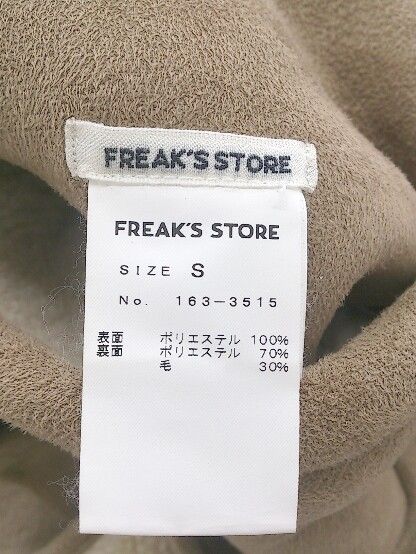 FREAK'S STORE
FREAK'S STORE
SIZE S
No. 163-3515
表面 ポリエステル 100%
裏面 ポリエステル 70%
毛 30%